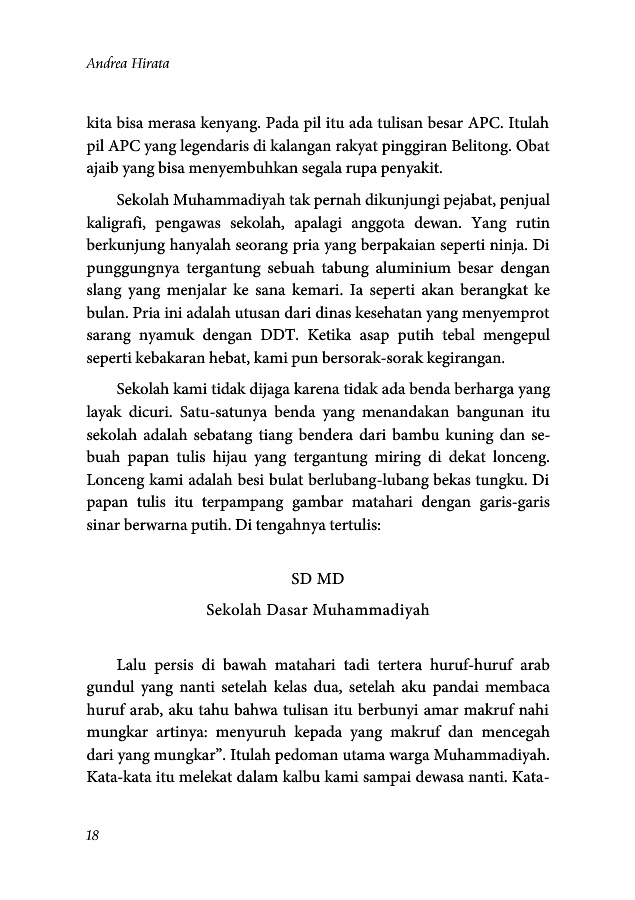 Andrea Hirata
kita bisa merasa kenyang. Pada pil itu ada tulisan besar APC. Itulah
pil APC yang legendaris di kalangan rakyat pinggiran Belitong. Obat
ajaib yang bisa menyembuhkan segala rupa penyakit.
Sekolah Muhammadiyah tak pernah dikunjungi pejabat, penjual
kaligrafi, pengawas sekolah, apalagi anggota dewan. Yang rutin
berkunjung hanyalah seorang pria yang berpakaian seperti ninja. Di
punggungnya tergantung sebuah tabung aluminium besar dengan
slang yang menjalar ke sana kemari. Ia seperti akan berangkat ke
bulan. Pria ini adalah utusan dari dinas kesehatan yang menyemprot
sarang nyamuk dengan DDT. Ketika asap putih tebal mengepul
seperti kebakaran hebat, kami pun bersorak-sorak kegirangan.
Sekolah kami tidak dijaga karena tidak ada benda berharga yang
layak dicuri. Satu-satunya benda yang menandakan bangunan itu
sekolah adalah sebatang tiang bendera dari bambu kuning dan se-
buah papan tulis hijau yang tergantung miring di dekat lonceng.
Lonceng kami adalah besi bulat berlubang-lubang bekas tungku. Di
papan tulis itu terpampang gambar matahari dengan garis-garis
sinar berwarna putih. Di tengahnya tertulis:
SD MD
Sekolah Dasar Muhammadiyah
Lalu persis di bawah matahari tadi tertera huruf-huruf arab
gundul yang nanti setelah kelas dua, setelah aku pandai membaca
huruf arab, aku tahu bahwa tulisan itu berbunyi amar makruf nahi
mungkar artinya: menyuruh kepada yang makruf dan mencegah
dari yang mungkar”. Itulah pedoman utama warga Muhammadiyah.
Kata-kata itu melekat dalam kalbu kami sampai dewasa nanti. Kata-
18